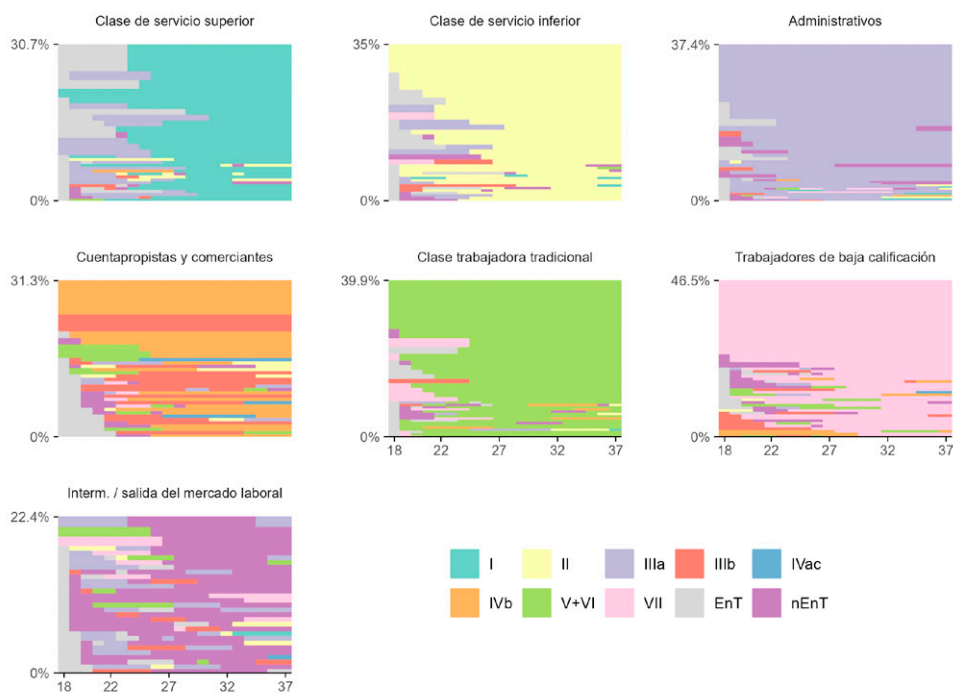 Clase de servicio superior
Clase de servicio inferior
Administrativos
30.7%
0%
35%
0%
37.4%
0%
Cuentapropistas y comerciantes
Clase trabajadora tradicional
Trabajadores de baja calificación
31.3%
0%
39.9%
0%
18 22 27 32 37
46.5%
0%
18 22 27 32 37
Interm. / salida del mercado laboral
22.4%
0%
18 22 27 32 37
I II IIIa IIIb IVac
IVb V+VI VII EnT nEnT